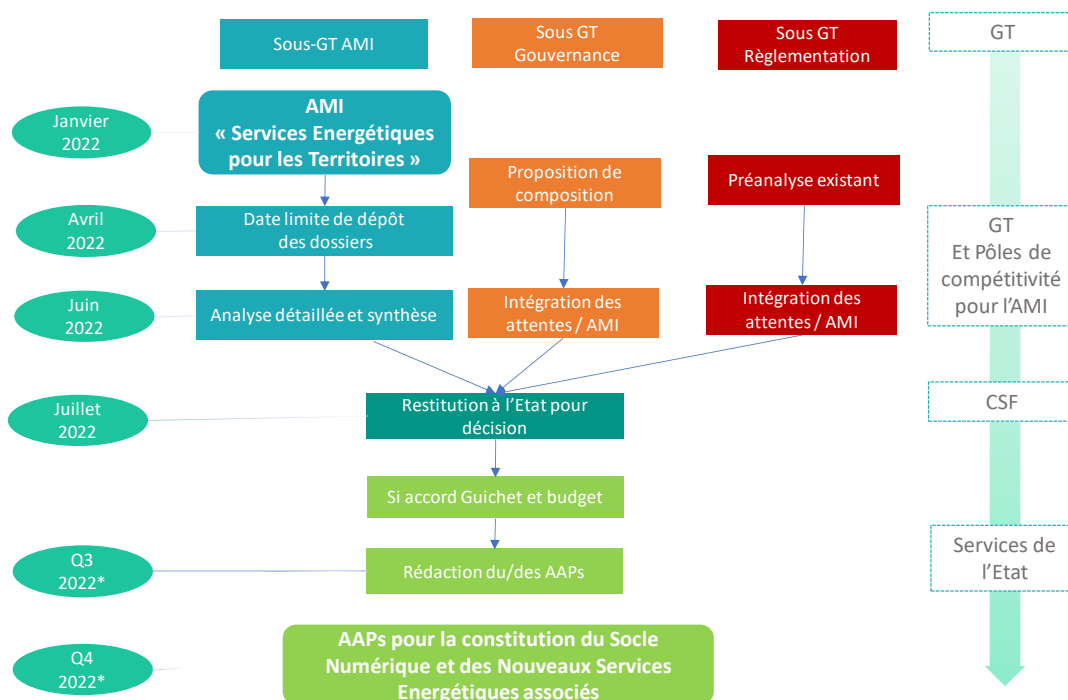 Sous-GT AMI
Sous GT
Gouvernance
Sous GT
Règlementation
GT
Janvier
2022
AMI
« Services Energétiques
pour les Territoires »
Proposition de
composition
Préanalyse existant
Avril
2022
Date limite de dépôt
des dossiers
GT
Et Pôles de
compétitivité
pour l’AMI
Juin
2022
Analyse détaillée et synthèse
Intégration des
attentes / AMI
Intégration des
attentes / AMI
Juillet
2022
Restitution à l’Etat pour
décision
CSF
Si accord Guichet et budget
Q3
2022*
Rédaction du/des AAPs
Services de
l’Etat
Q4
2022*
AAPs pour la constitution du Socle
Numérique et des Nouveaux Services
Energétiques associés